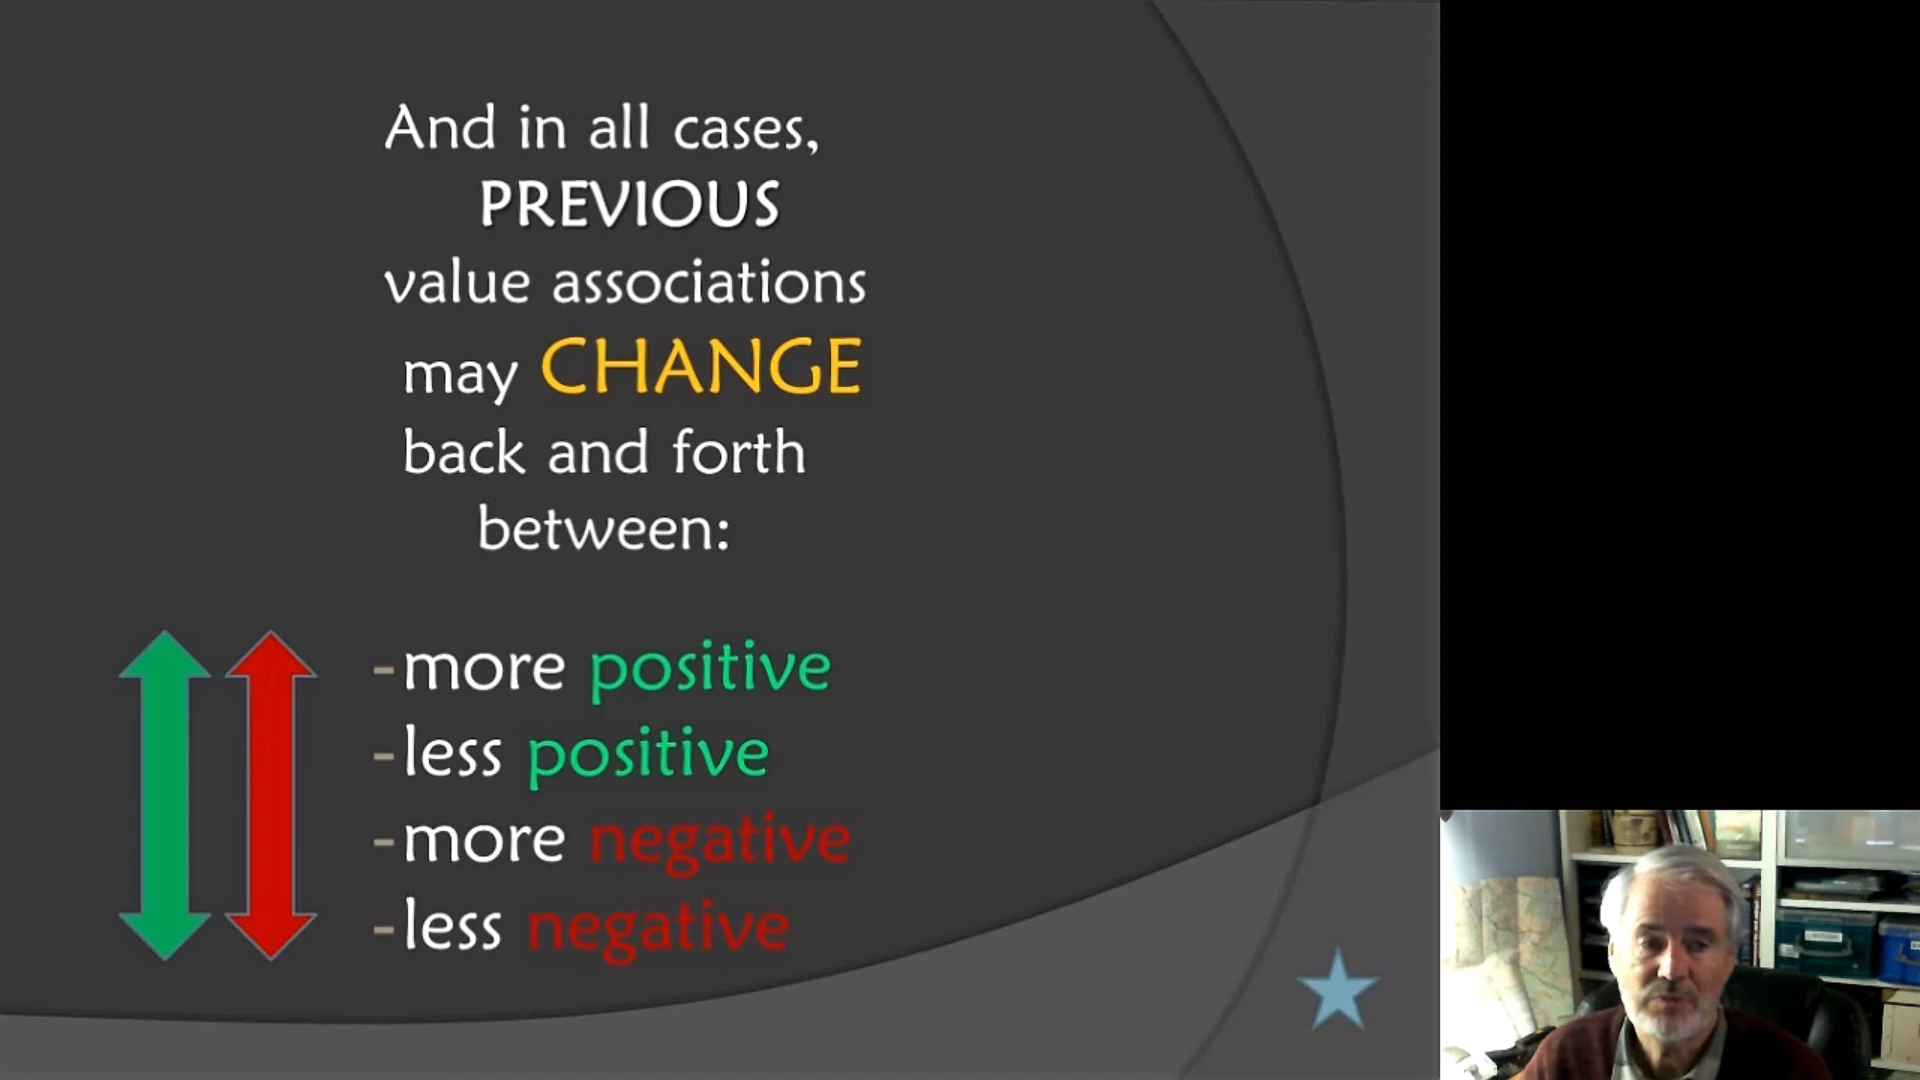 And in all cases,
PREVIOUS
value associations
may CHANGE
back and forth
between:
-more positive
-less positive
-more negative
-less negative